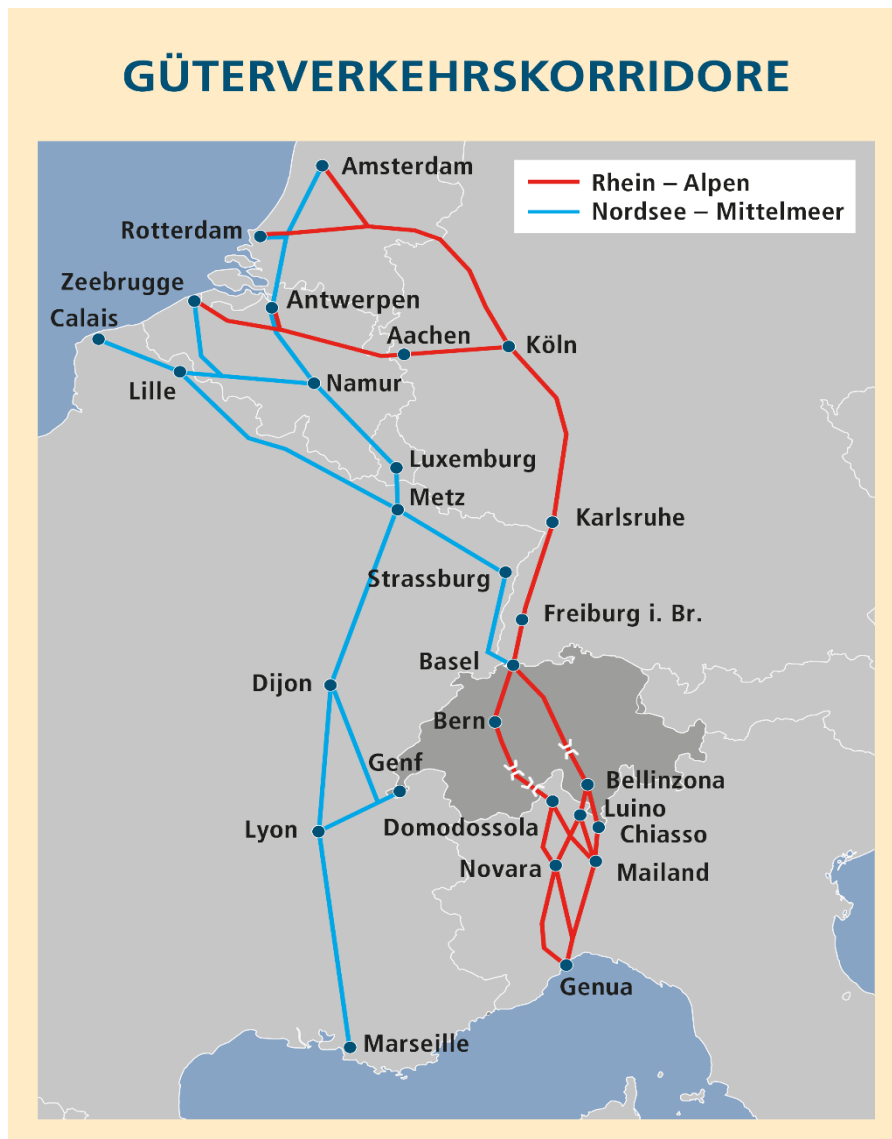 GÜTERVERKEHRSKORRIDORE
Rhein – Alpen
Nordsee – Mittelmeer
Amsterdam
Rotterdam
Zeebrugge
Antwerpen
Calais
Aachen
Köln
Lille
Namur
Luxemburg
Metz
Karlsruhe
Strassburg
Freiburg i. Br.
Basel
Dijon
Bern
Genf
Bellinzona
Luino
Lyon
Domodossola
Chiasso
Novara
Mailand
Genua
Marseille